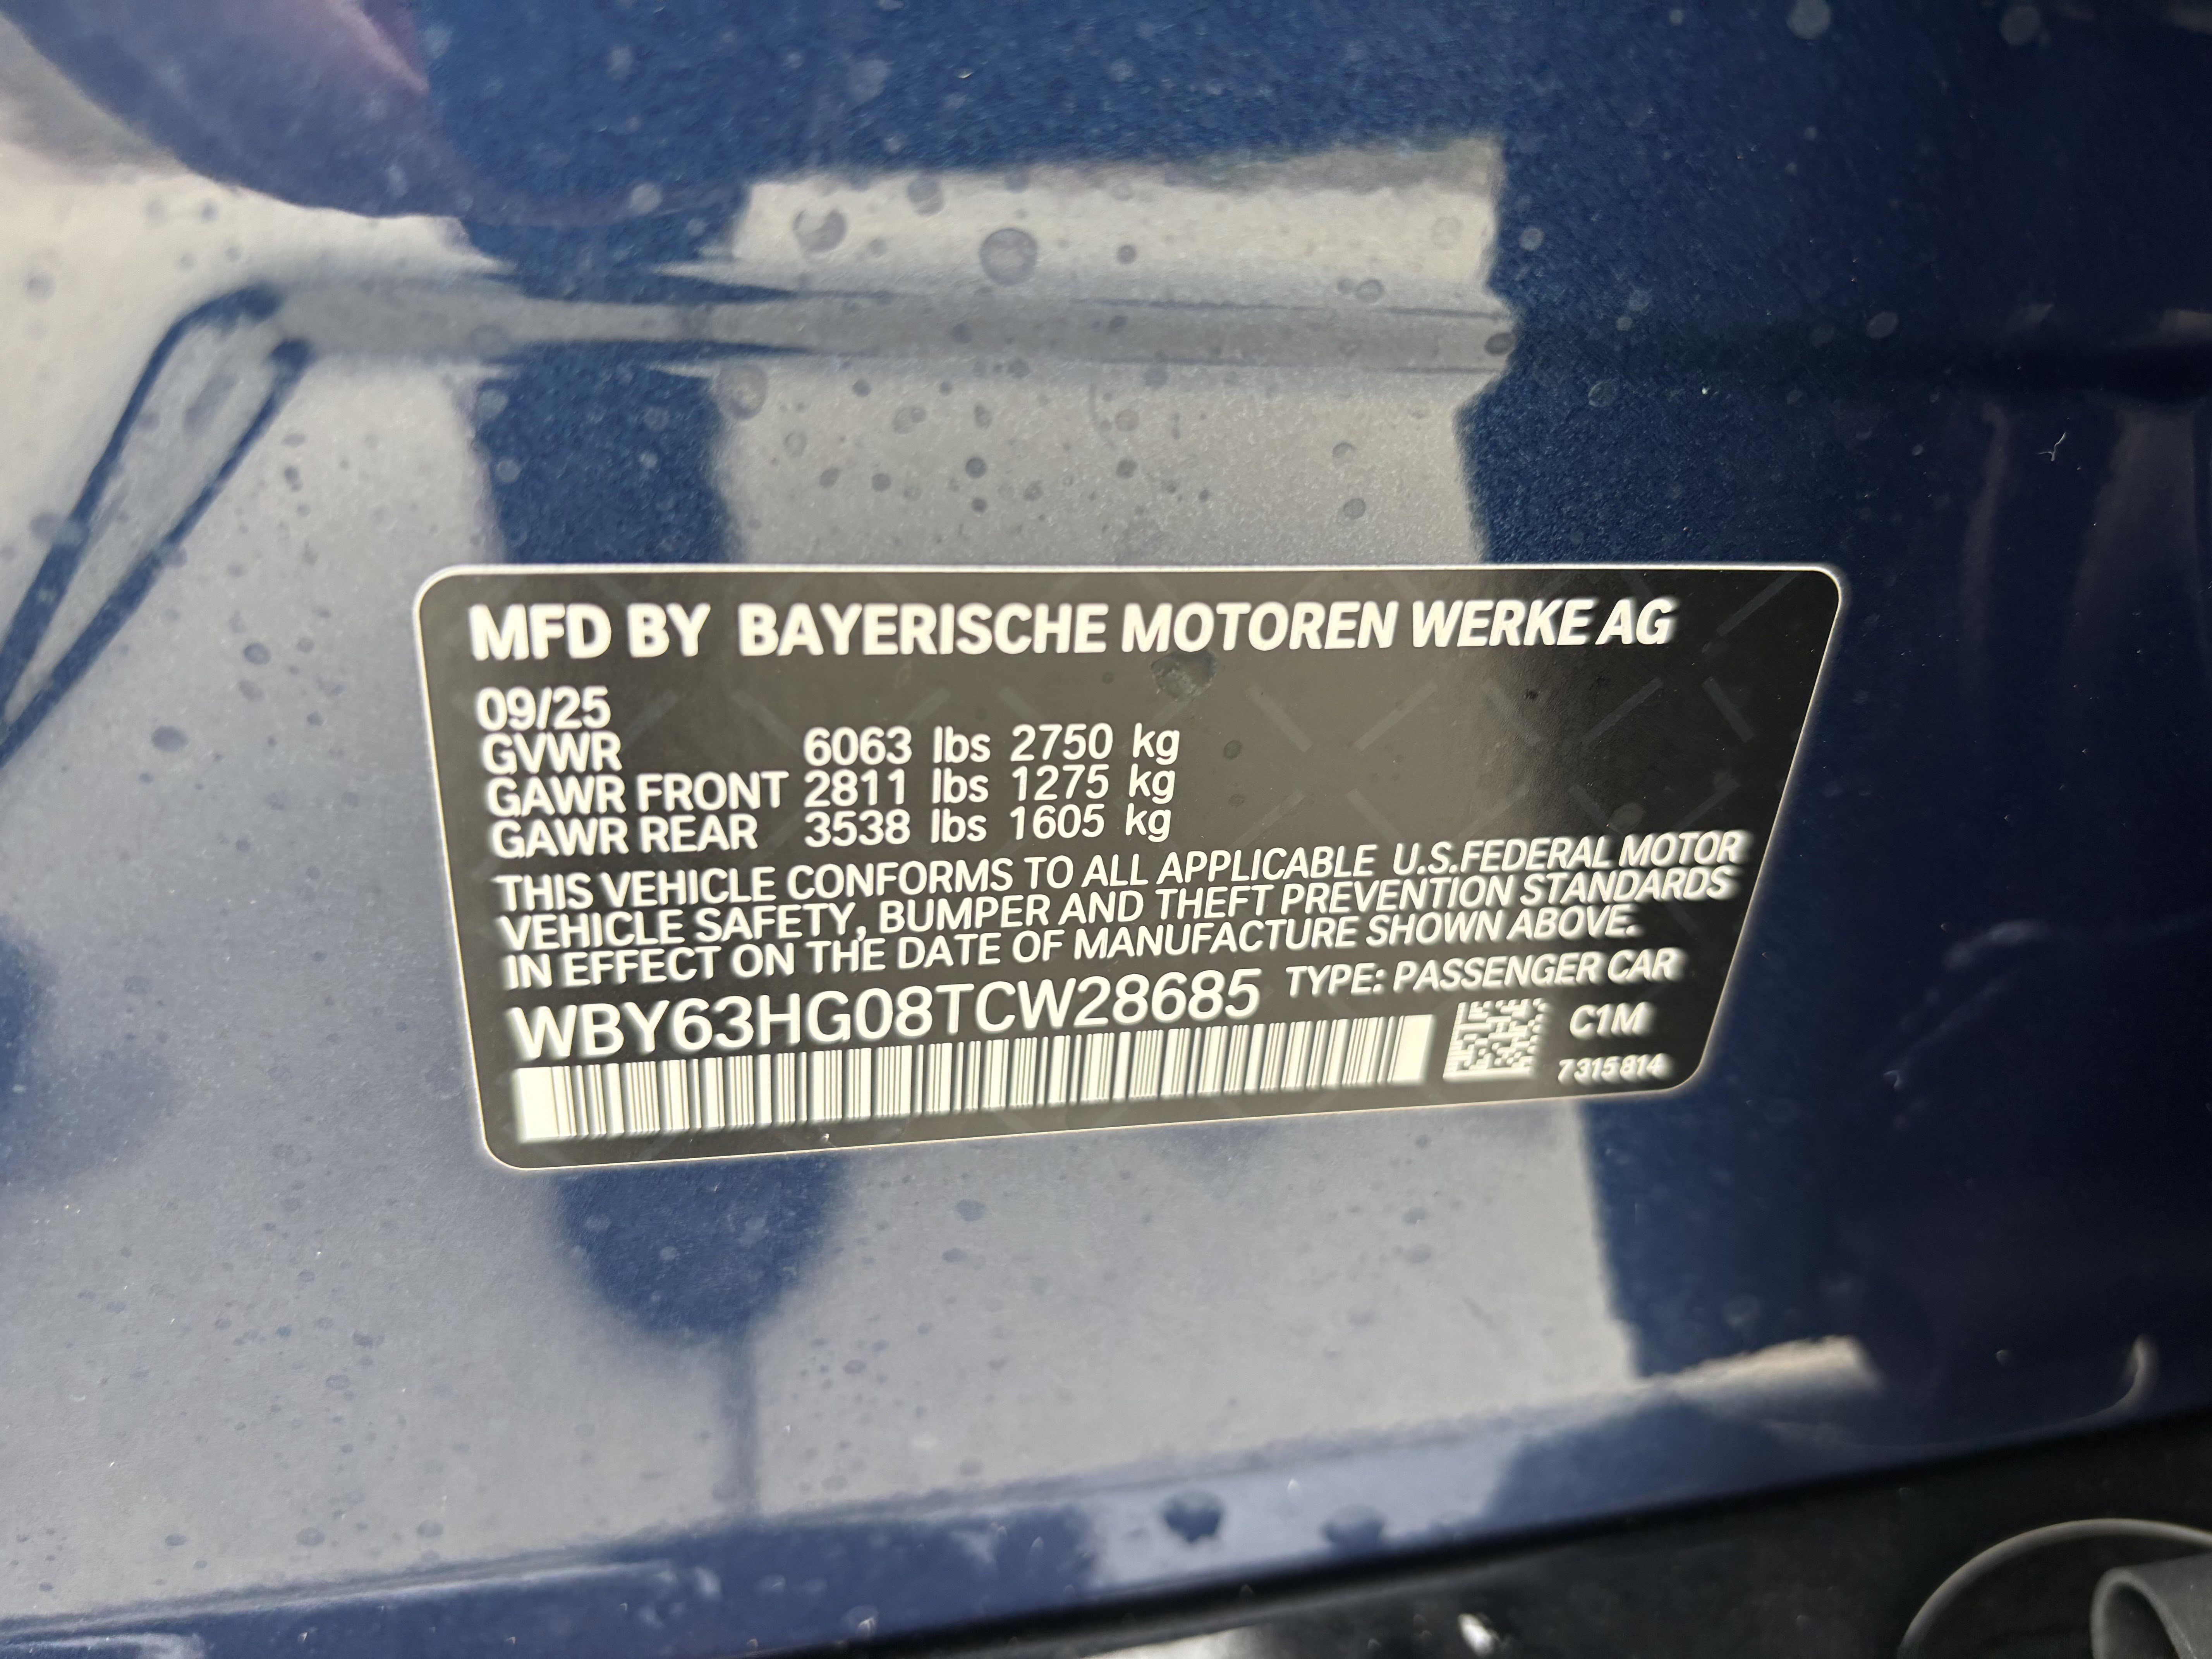 MFD BY BAYERISCHE MOTOREN WERKE AG
09/25
GVWR 6063 lbs 2750 kg
GAWR FRONT 2811 lbs 1275 kg
GAWR REAR 3538 lbs 1605 kg
THIS VEHICLE CONFORMS TO ALL APPLICABLE U.S.FEDERAL MOTOR
VEHICLE SAFETY, BUMPER AND THEFT PREVENTION STANDARDS
IN EFFECT ON THE DATE OF MANUFACTURE SHOWN ABOVE.
WBY63HG08TCW28685 TYPE: PASSENGER CAR
C1M
7315814